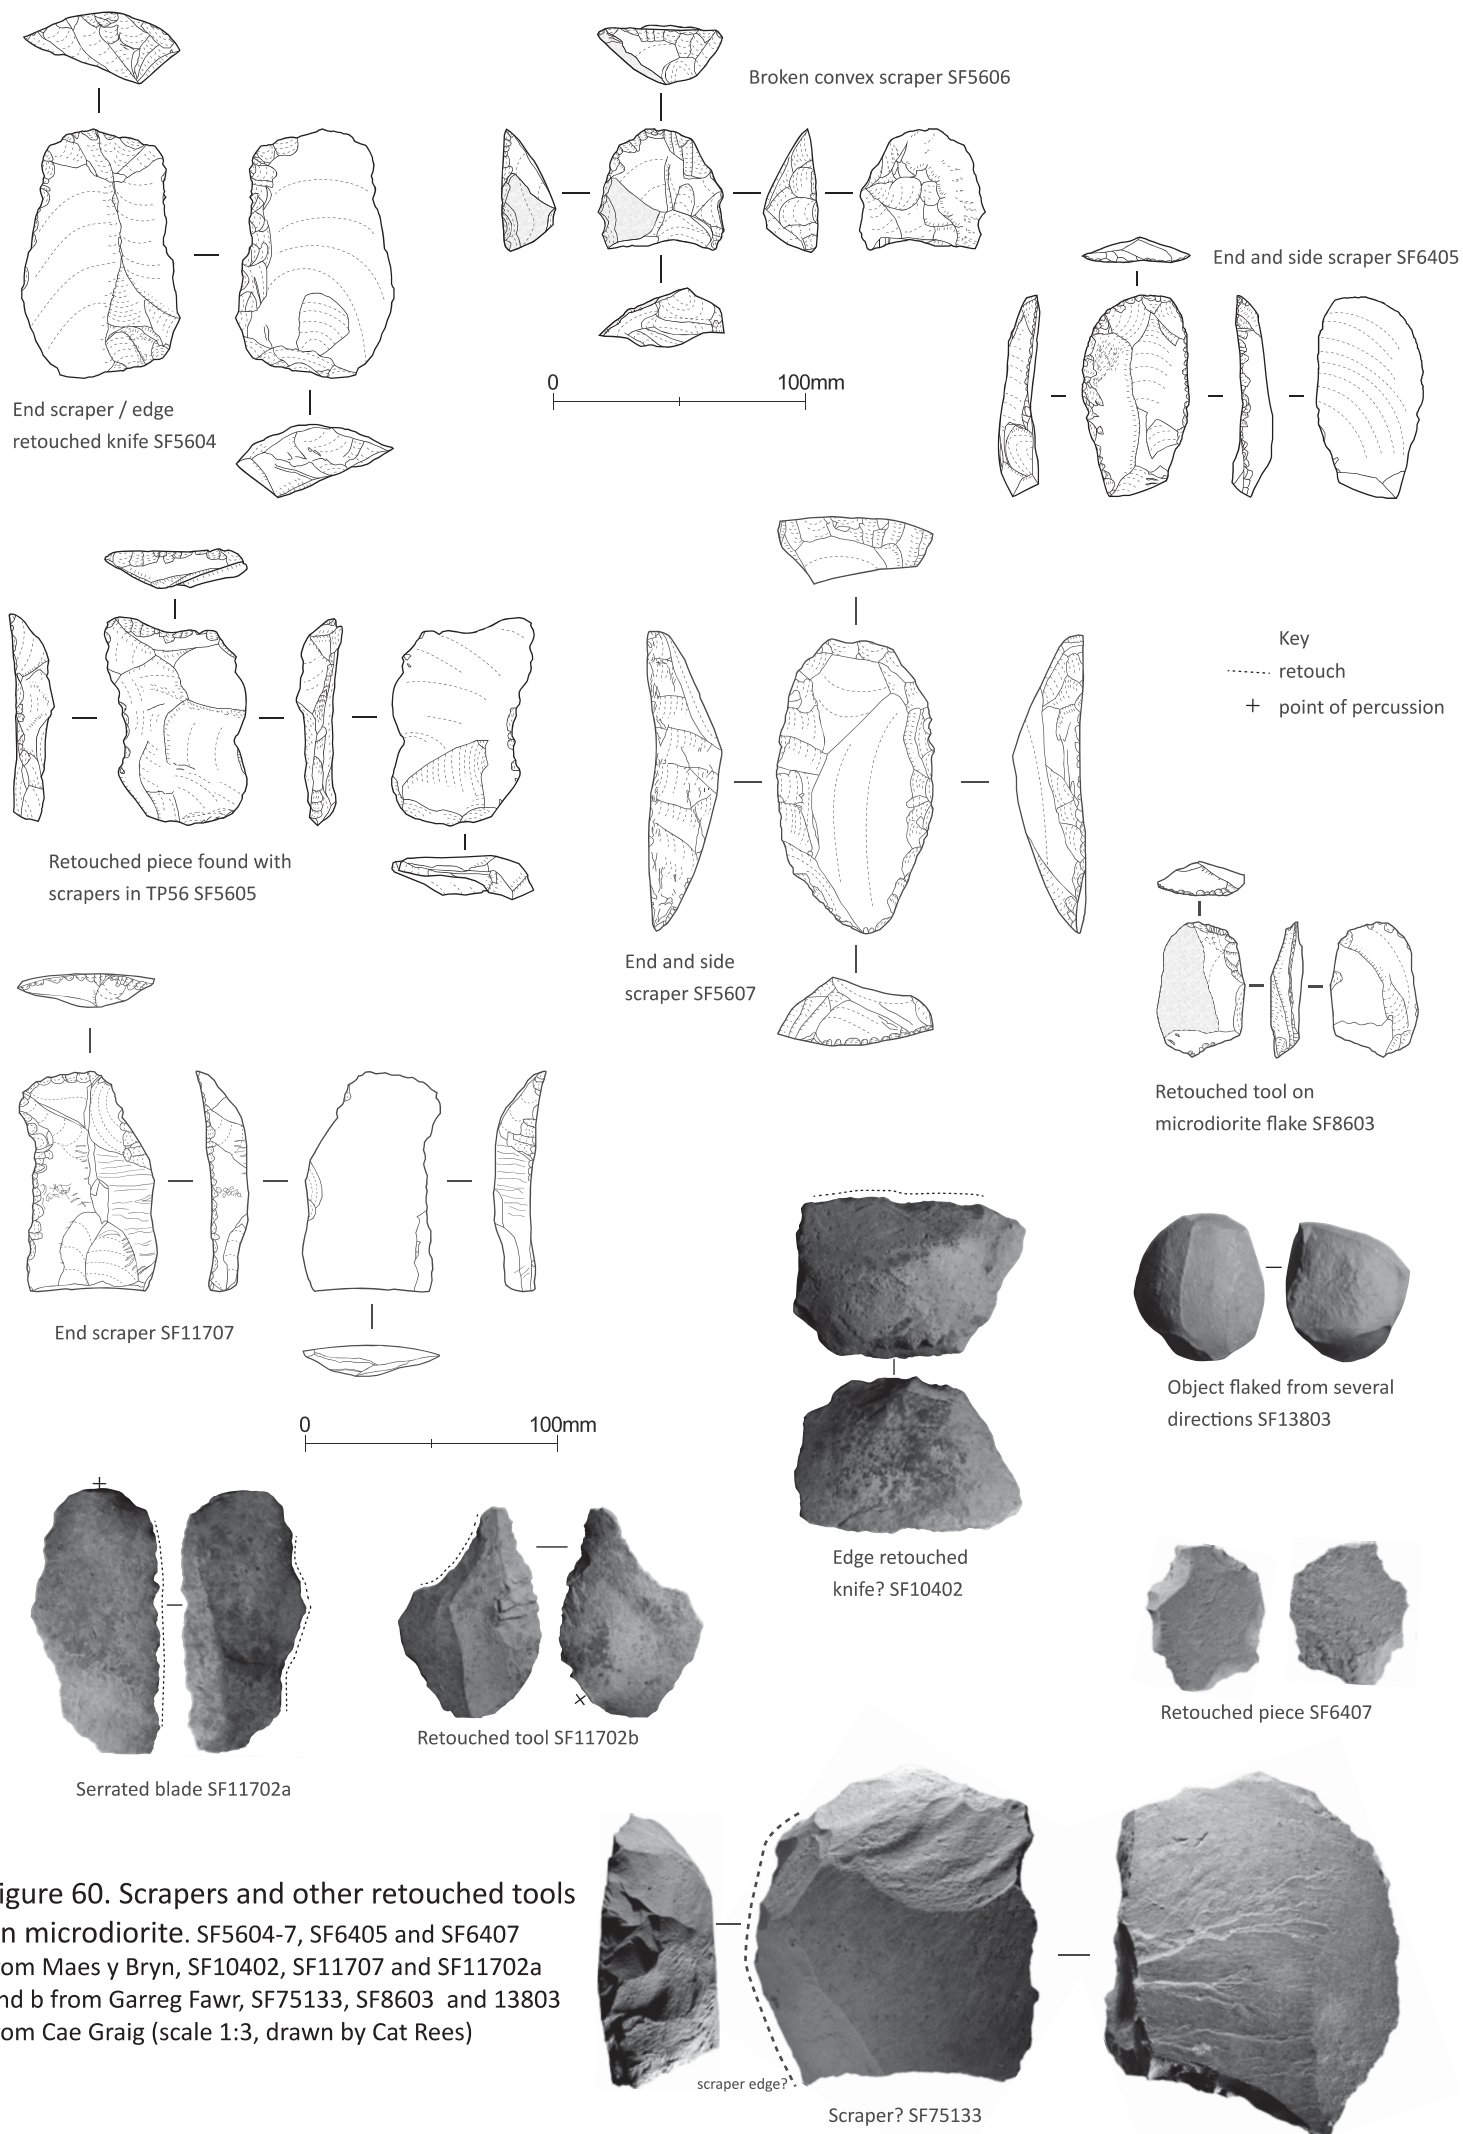 Broken convex scraper SF5606
End and side scraper SF6405
0 100mm
End scraper / edge
retouched knife SF5604
Key
retouch
+ point of percussion
Retouched piece found with
scrapers in TP56 SF5605
End and side
scraper SF5607
Retouched tool on
microdiorite flake SF8603
End scraper SF11707
Object flaked from several
directions SF13803
0 100mm
Edge retouched
knife? SF10402
Retouched piece SF6407
Retouched tool SF11702b
Serrated blade SF11702a
igure 60. Scrapers and other retouched tools
n microdiorite. SF5604-7, SF6405 and SF6407
rom Maes y Bryn, SF10402, SF11707 and SF11702a
nd b from Garreg Fawr, SF75133, SF8603 and 13803
rom Cae Graig (scale 1:3, drawn by Cat Rees)
scraper edge?
Scraper? SF75133